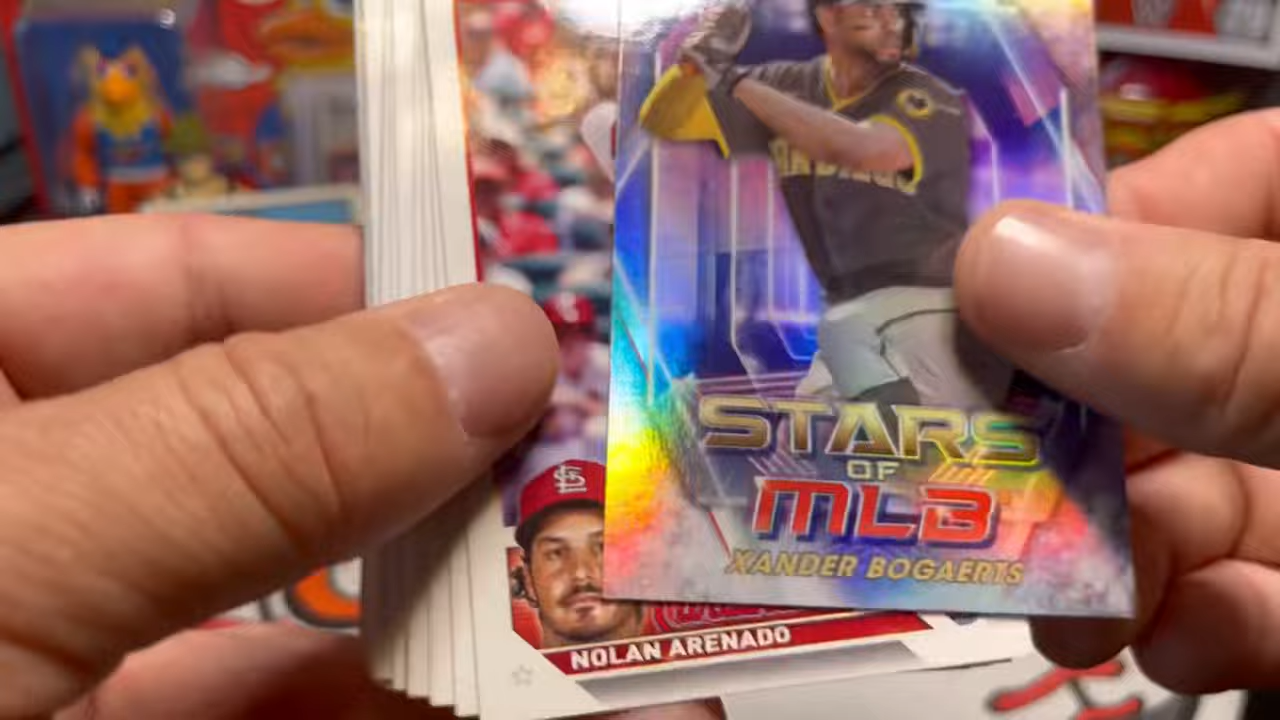 STARS
OF
MLB
XANDER BOGAERTS
NOLAN ARENADO